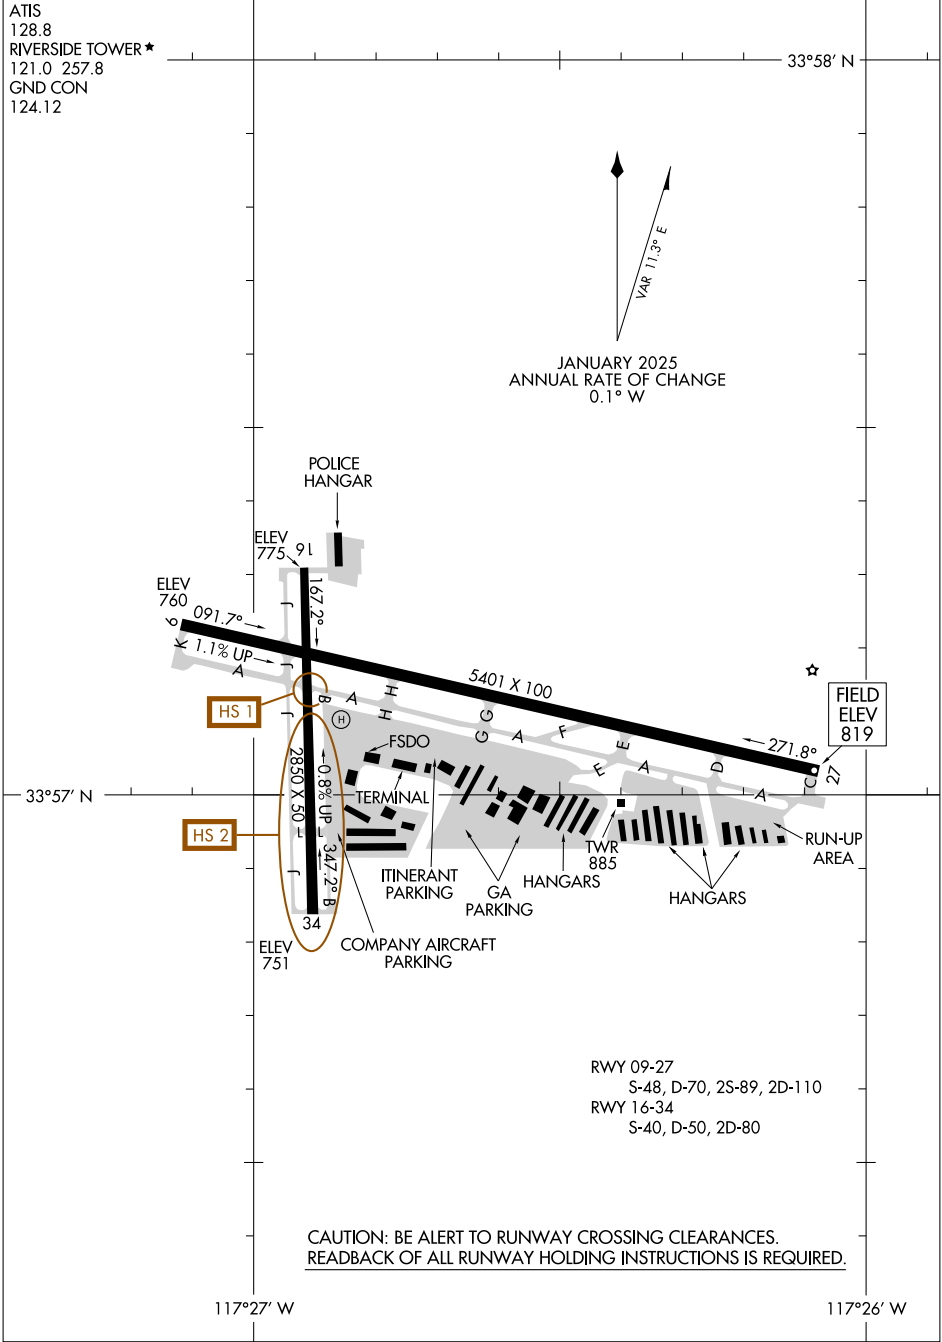 ATIS
128.8
RIVERSIDE TOWER★
121.0 257.8
GND CON
124.12
33°58′ N
VAR 11.3° E
JANUARY 2025
ANNUAL RATE OF CHANGE
0.1° W
POLICE
HANGAR
ELEV
775
16
ELEV
760
9
091.7°
167.2°
J
K
1.1% UP
A
J
5401 X 100
HS 1
B
A
H
H
H
J
G
G
A
F
E
E
A
D
A
C
271.8°
27
FIELD
ELEV
819
FSDO
2850 X 50
0.8% UP
TERMINAL
33°57′ N
HS 2
L
J
347.2°
B
34
ELEV
751
ITINERANT
PARKING
GA
PARKING
HANGARS
TWR
885
HANGARS
RUN-UP
AREA
COMPANY AIRCRAFT
PARKING
RWY 09-27
S-48, D-70, 2S-89, 2D-110
RWY 16-34
S-40, D-50, 2D-80
CAUTION: BE ALERT TO RUNWAY CROSSING CLEARANCES.
READBACK OF ALL RUNWAY HOLDING INSTRUCTIONS IS REQUIRED.
117°27′ W
117°26′ W